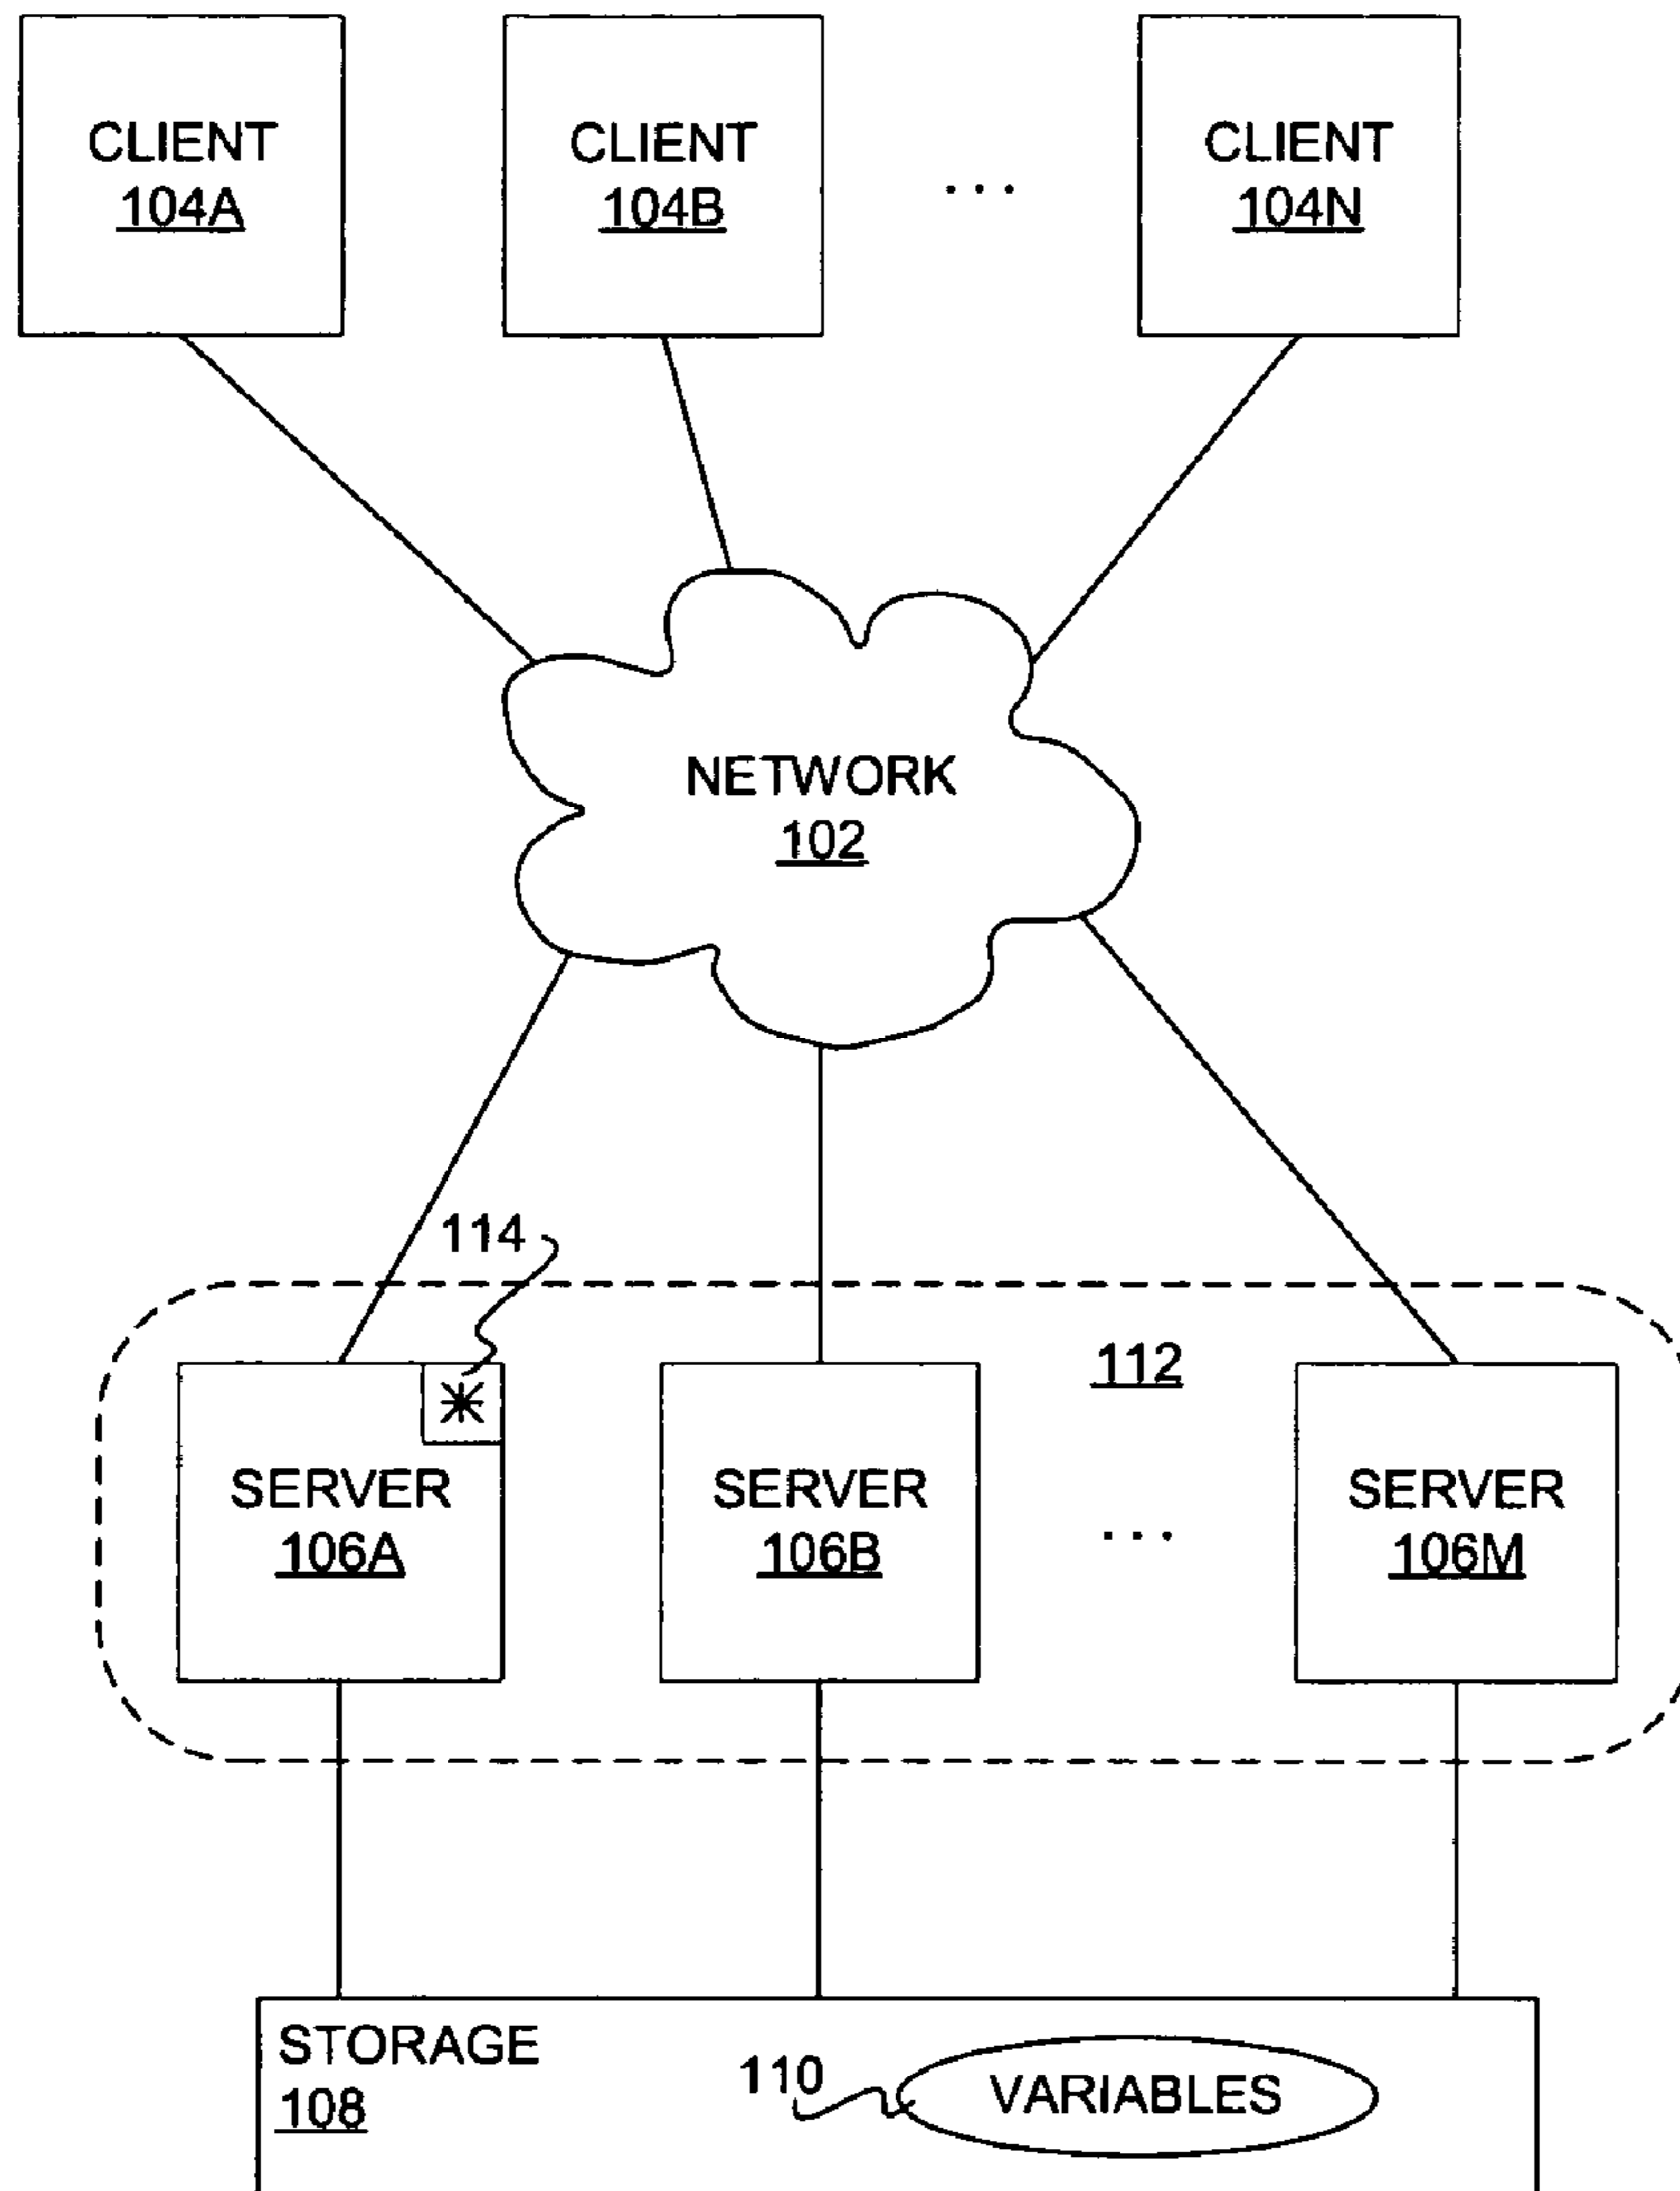 CLIENT
104A
CLIENT
104B
...
CLIENT
104N
NETWORK
102
114
112
SERVER
106A
SERVER
106B
...
SERVER
106M
STORAGE
108
110
VARIABLES